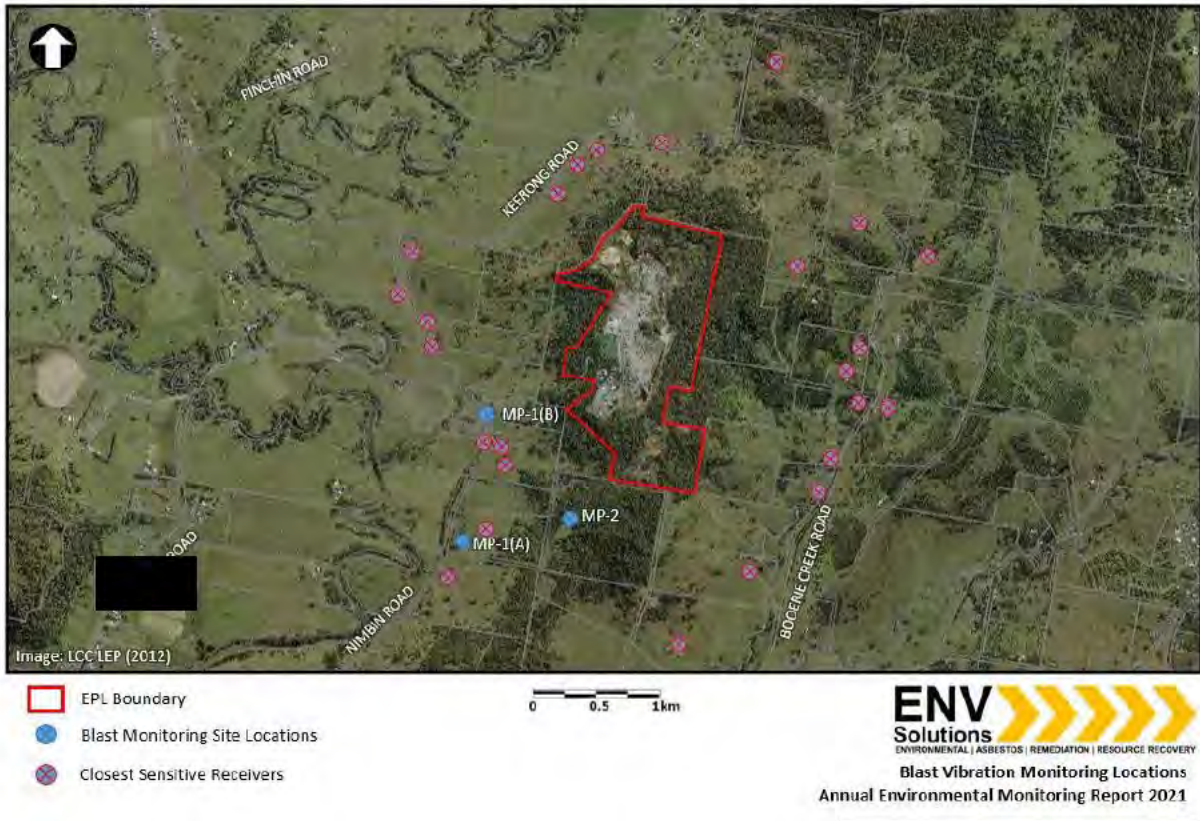 PINCHIN ROAD
KEERONG ROAD
MP-1(B)
MP-2
MP-1(A)
ROAD
NIMBIN ROAD
BOOERIE CREEK ROAD
Image: LCC LEP (2012)
EPL Boundary
Blast Monitoring Site Locations
Closest Sensitive Receivers
0 0.5 1km
ENV
Solutions
ENVIRONMENTAL | ASBESTOS | REMEDIATION | RESOURCE RECOVERY
Blast Vibration Monitoring Locations
Annual Environmental Monitoring Report 2021